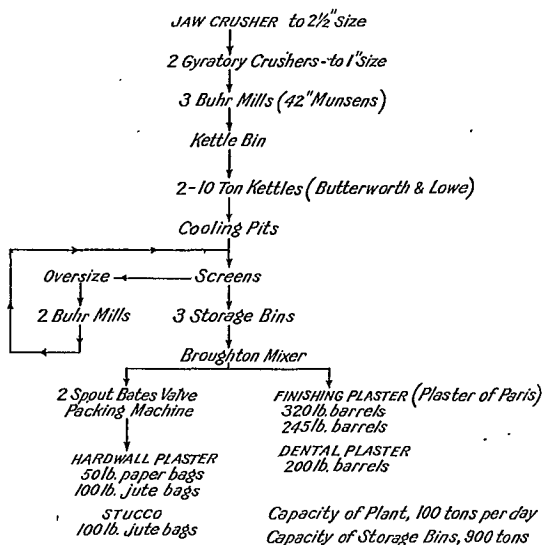 JAW CRUSHER to 2½" Size
2 Gyratory Crushers-to 1" Size
3 Buhr Mills (42" Munsens)
Kettle Bin
2-10 Ton Kettles (Butterworth & Lowe)
Cooling Pits
Oversize
Screens
2 Buhr Mills
3 Storage Bins
Broughton Mixer
2 Spout Bates Valve
Packing Machine
HARDWALL PLASTER
50 lb. paper bags
100 lb. jute bags
STUCCO
100 lb. jute bags
FINISHING PLASTER (Plaster of Paris)
320 lb. barrels
245 lb. barrels
DENTAL PLASTER
200 lb. barrels
Capacity of Plant, 100 tons per day
Capacity of Storage Bins, 900 tons